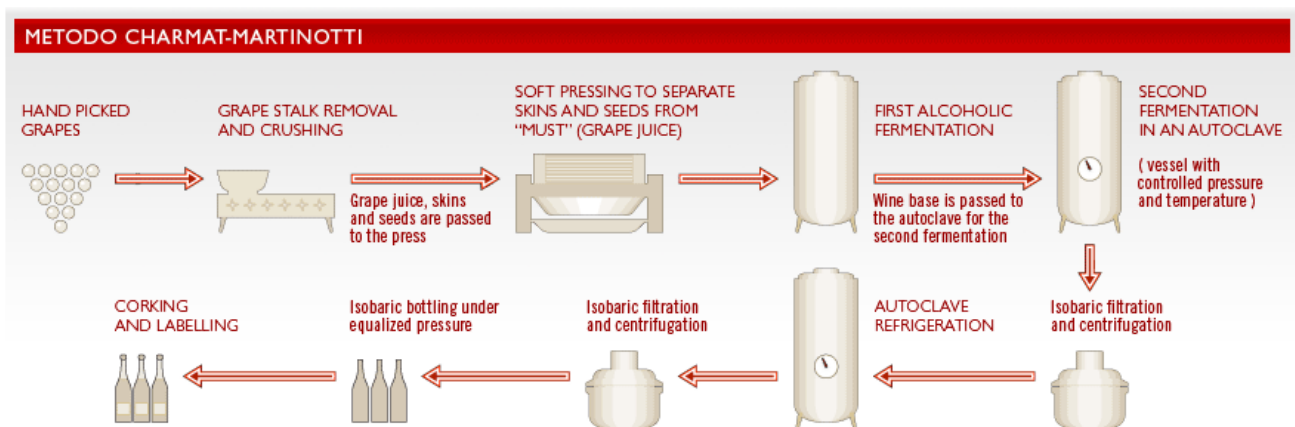 METODO CHARMAT-MARTINOTTI
HAND PICKED
GRAPES
GRAPE STALK REMOVAL
AND CRUSHING
Grape juice, skins
and seeds are passed
to the press
SOFT PRESSING TO SEPARATE
SKINS AND SEEDS FROM
“MUST” (GRAPE JUICE)
FIRST ALCOHOLIC
FERMENTATION
Wine base is passed to
the autoclave for the
second fermentation
SECOND
FERMENTATION
IN AN AUTOCLAVE
( vessel with
controlled pressure
and temperature )
Isobaric filtration
and centrifugation
AUTOCLAVE
REFRIGERATION
Isobaric filtration
and centrifugation
Isobaric bottling under
equalized pressure
CORKING
AND LABELLING